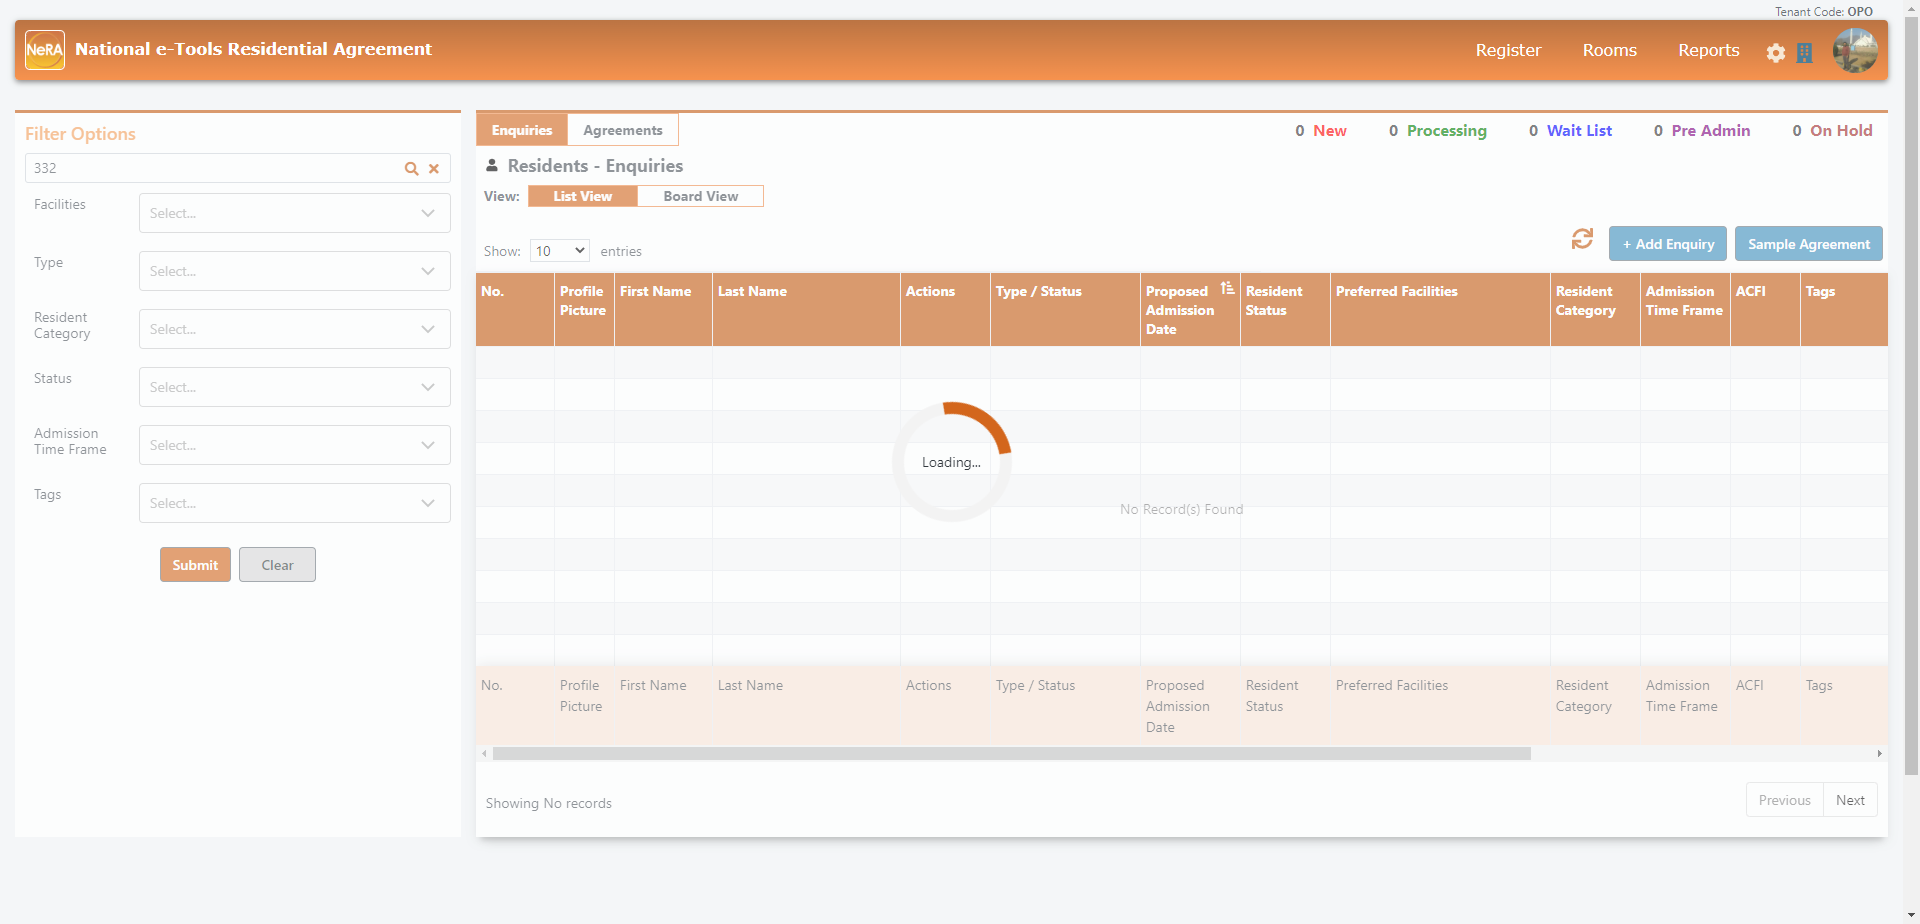 Tenant Code: OPO
NeRA National e-Tools Residential Agreement
Register Rooms Reports
Filter Options
332
Facilities Select...
Type Select...
Resident
Category Select...
Status Select...
Admission
Time Frame Select...
Tags Select...
Submit Clear
Enquiries Agreements
0 New 0 Processing 0 Wait List 0 Pre Admin 0 On Hold
Residents - Enquiries
View: List View Board View
Show: 10 entries
+ Add Enquiry Sample Agreement
No. Profile Picture First Name Last Name Actions Type / Status Proposed Admission Date Resident Status Preferred Facilities Resident Category Admission Time Frame ACFI Tags
Loading...
No Record(s) Found
No. Profile Picture First Name Last Name Actions Type / Status Proposed Admission Date Resident Status Preferred Facilities Resident Category Admission Time Frame ACFI Tags
Showing No records
Previous Next